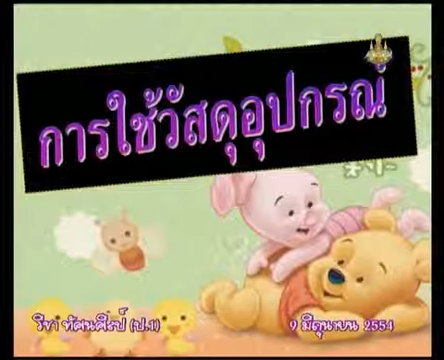 การใช้วัสดุอุปกรณ์
วิชา ทัศนศิลป์ (ป.1)
9 มิถุนายน 2554